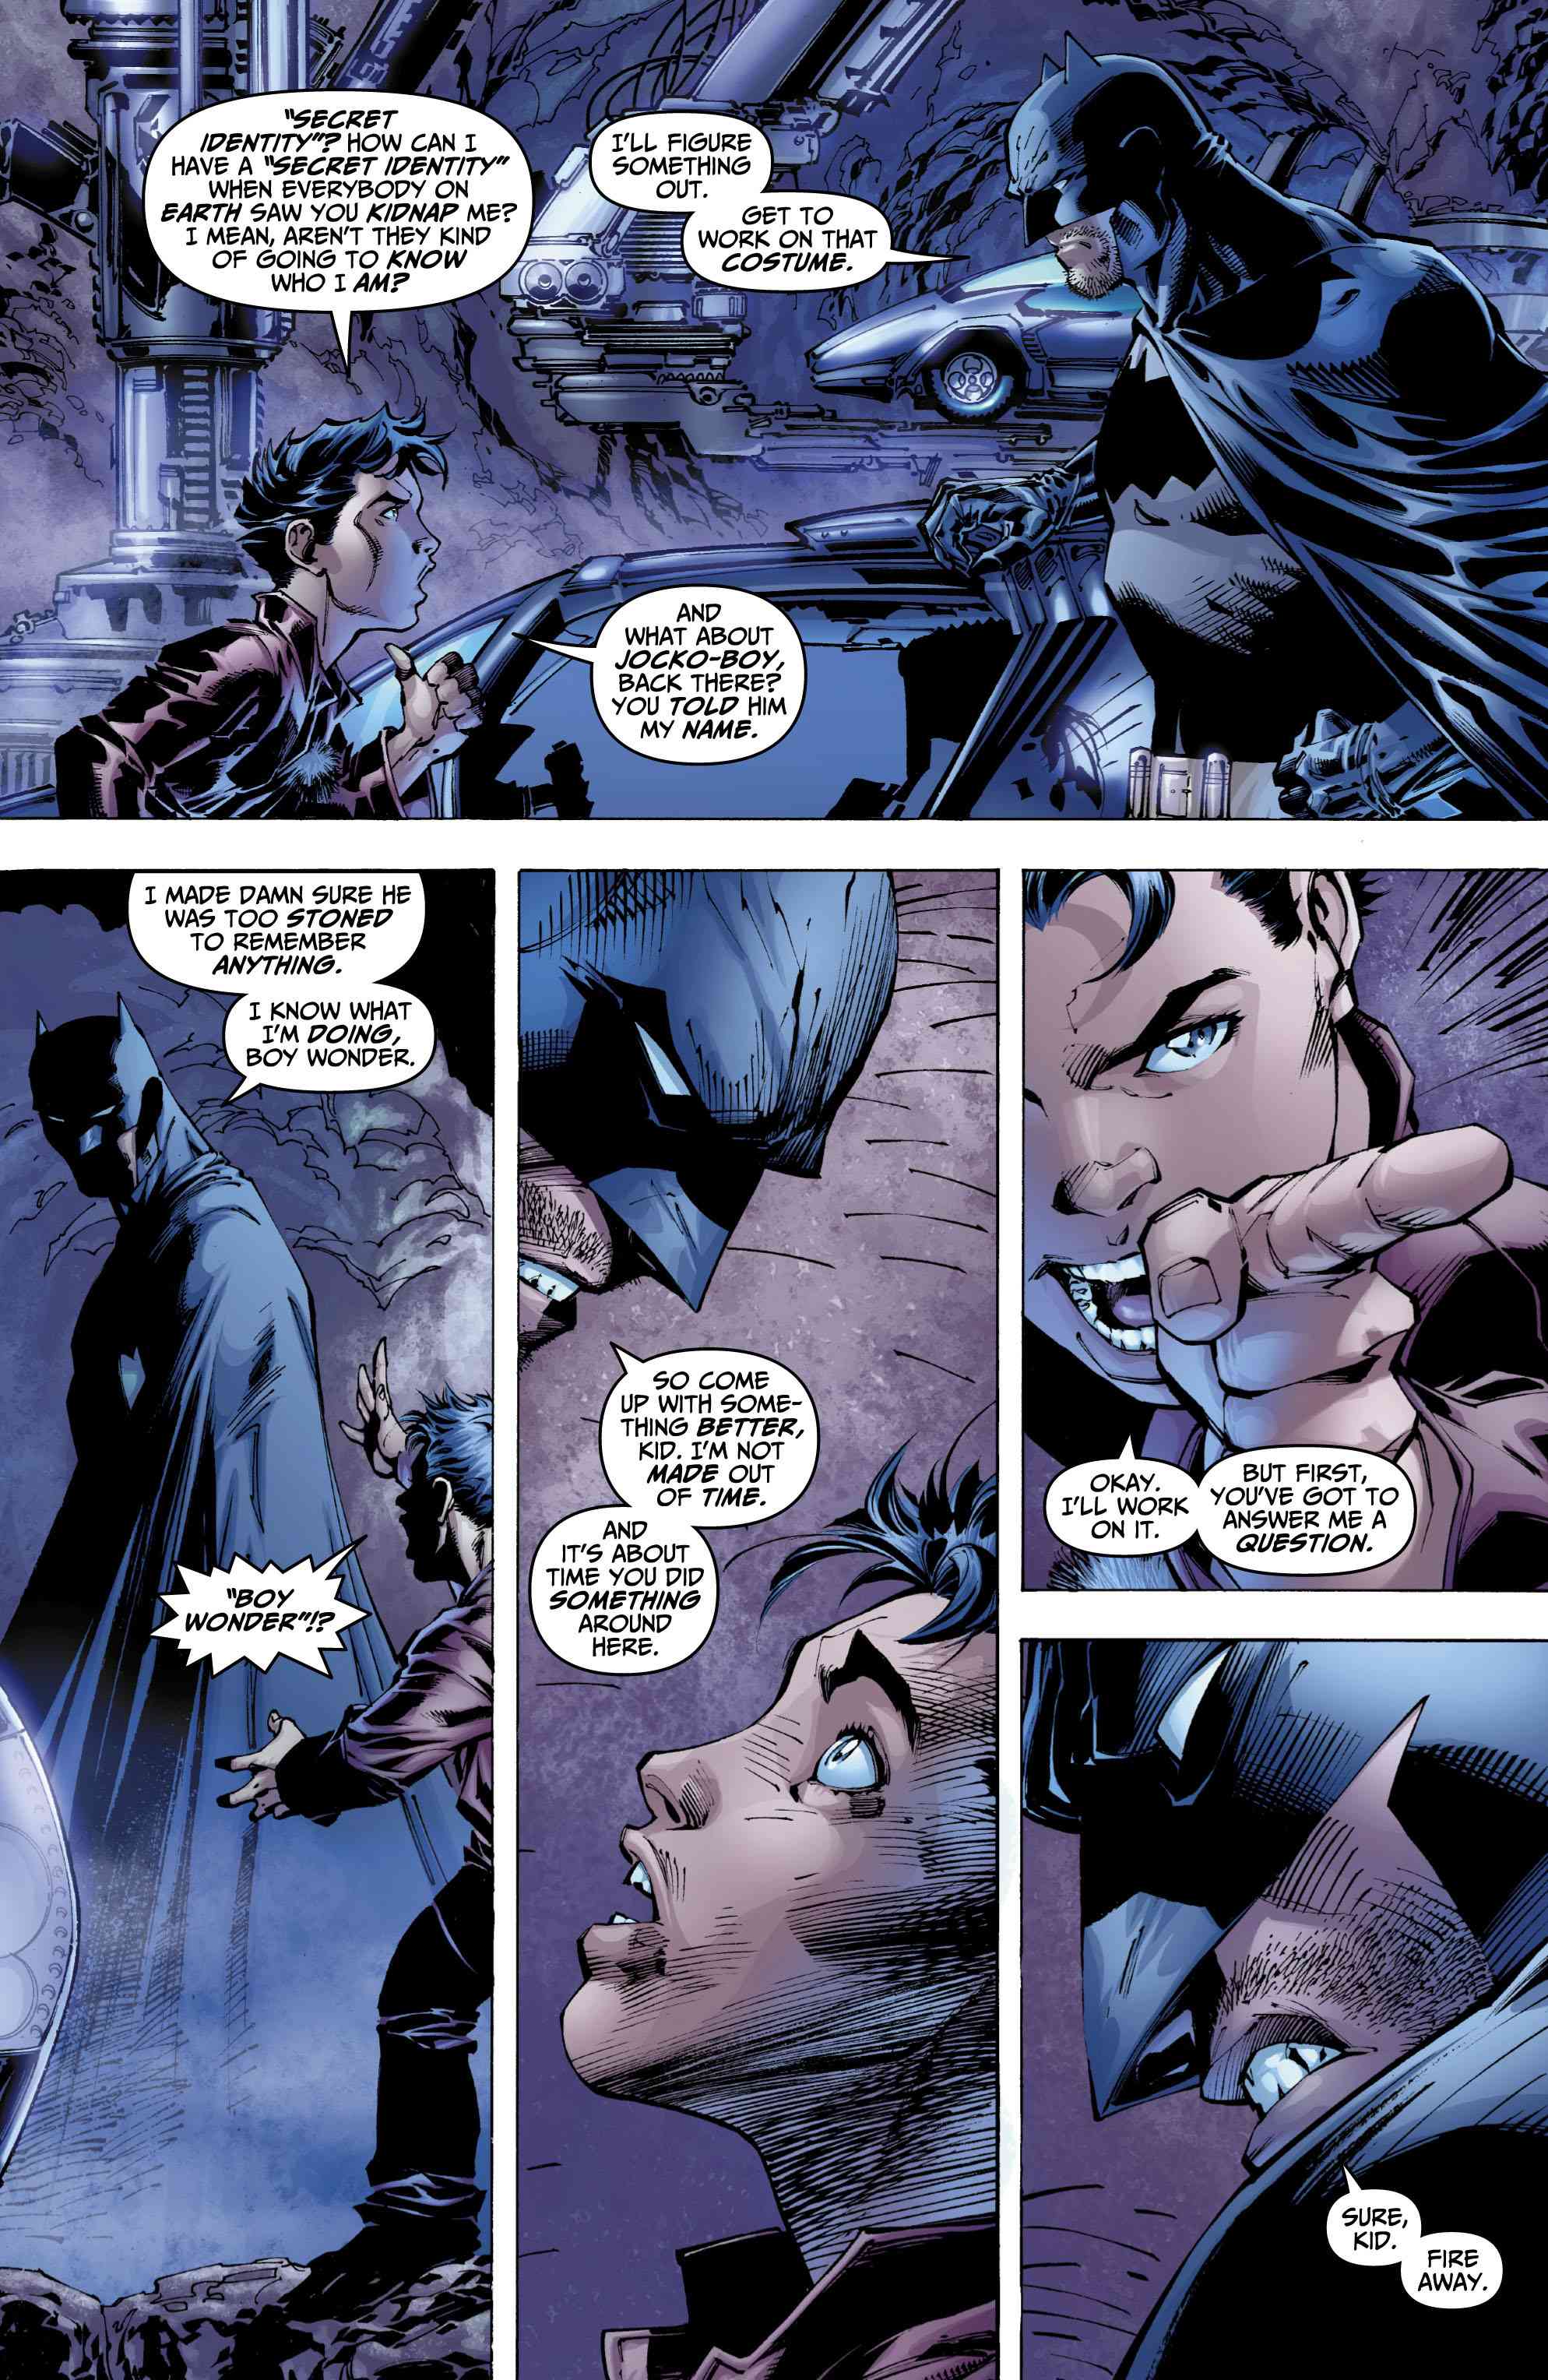 "SECRET
IDENTITY"? HOW CAN I
HAVE A "SECRET IDENTITY"
WHEN EVERYBODY ON
EARTH SAW YOU KIDNAP ME?
I MEAN, AREN'T THEY KIND
OF GOING TO KNOW
WHO I AM?
I'LL FIGURE
SOMETHING
OUT.
GET TO
WORK ON THAT
COSTUME.
AND
WHAT ABOUT
JOCKO-BOY,
BACK THERE?
YOU TOLD HIM
MY NAME.
I MADE DAMN SURE HE
WAS TOO STONED
TO REMEMBER
ANYTHING.
I KNOW WHAT
I'M DOING,
BOY WONDER.
"BOY
WONDER"!?
SO COME
UP WITH SOME-
THING BETTER,
KID. I'M NOT
MADE OUT
OF TIME.
AND
IT'S ABOUT
TIME YOU DID
SOMETHING
AROUND
HERE.
OKAY.
I'LL WORK
ON IT.
BUT FIRST,
YOU'VE GOT TO
ANSWER ME A
QUESTION.
SURE,
KID.
FIRE
AWAY.